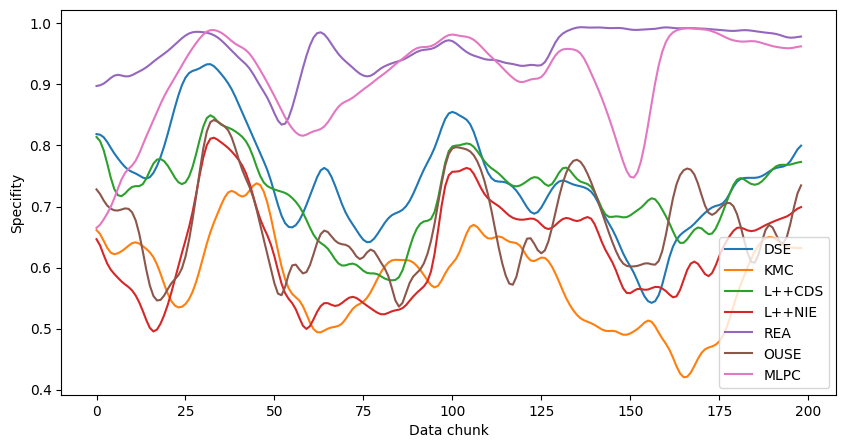 1.0
0.9
0.8
0.7
0.6
0.5
0.4
Specifity
0 25 50 75 100 125 150 175 200
Data chunk
DSE
KMC
L++CDS
L++NIE
REA
OUSE
MLPC